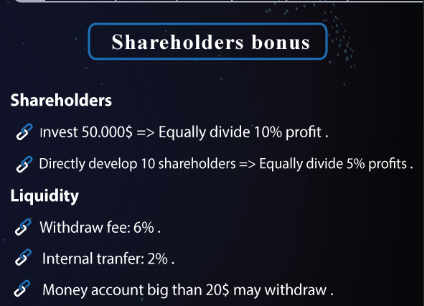 Shareholders bonus
Shareholders
Invest 50.000$ => Equally divide 10% profit .
Directly develop 10 shareholders => Equally divide 5% profits .
Liquidity
Withdraw fee: 6% .
Internal tranfer: 2% .
Money account big than 20$ may withdraw .